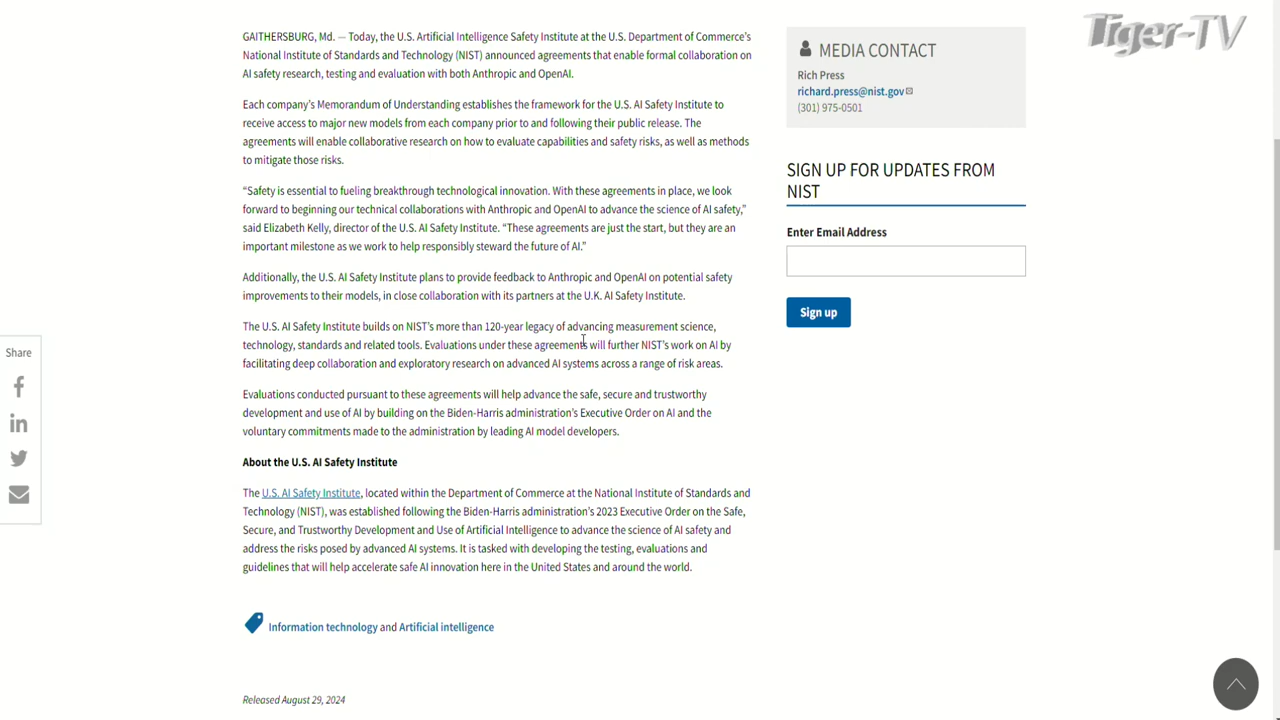 Tiger-TV
GAITHERSBURG, Md. — Today, the U.S. Artificial Intelligence Safety Institute at the U.S. Department of Commerce’s
National Institute of Standards and Technology (NIST) announced agreements that enable formal collaboration on
AI safety research, testing and evaluation with both Anthropic and OpenAI.
Each company’s Memorandum of Understanding establishes the framework for the U.S. AI Safety Institute to
receive access to major new models from each company prior to and following their public release. The
agreements will enable collaborative research on how to evaluate capabilities and safety risks, as well as methods
to mitigate those risks.
“Safety is essential to fueling breakthrough technological innovation. With these agreements in place, we look
forward to beginning our technical collaborations with Anthropic and OpenAI to advance the science of AI safety,”
said Elizabeth Kelly, director of the U.S. AI Safety Institute. “These agreements are just the start, but they are an
important milestone as we work to help responsibly steward the future of AI.”
Additionally, the U.S. AI Safety Institute plans to provide feedback to Anthropic and OpenAI on potential safety
improvements to their models, in close collaboration with its partners at the U.K. AI Safety Institute.
The U.S. AI Safety Institute builds on NIST’s more than 120-year legacy of advancing measurement science,
technology, standards and related tools. Evaluations under these agreements will further NIST’s work on AI by
facilitating deep collaboration and exploratory research on advanced AI systems across a range of risk areas.
Evaluations conducted pursuant to these agreements will help advance the safe, secure and trustworthy
development and use of AI by building on the Biden-Harris administration’s Executive Order on AI and the
voluntary commitments made to the administration by leading AI model developers.
About the U.S. AI Safety Institute
The U.S. AI Safety Institute, located within the Department of Commerce at the National Institute of Standards and
Technology (NIST), was established following the Biden-Harris administration’s 2023 Executive Order on the Safe,
Secure, and Trustworthy Development and Use of Artificial Intelligence to advance the science of AI safety and
address the risks posed by advanced AI systems. It is tasked with developing the testing, evaluations and
guidelines that will help accelerate safe AI innovation here in the United States and around the world.
Information technology and Artificial intelligence
Released August 29, 2024
MEDIA CONTACT
Rich Press
richard.press@nist.gov
(301) 975-0501
SIGN UP FOR UPDATES FROM
NIST
Enter Email Address
Sign up
Share